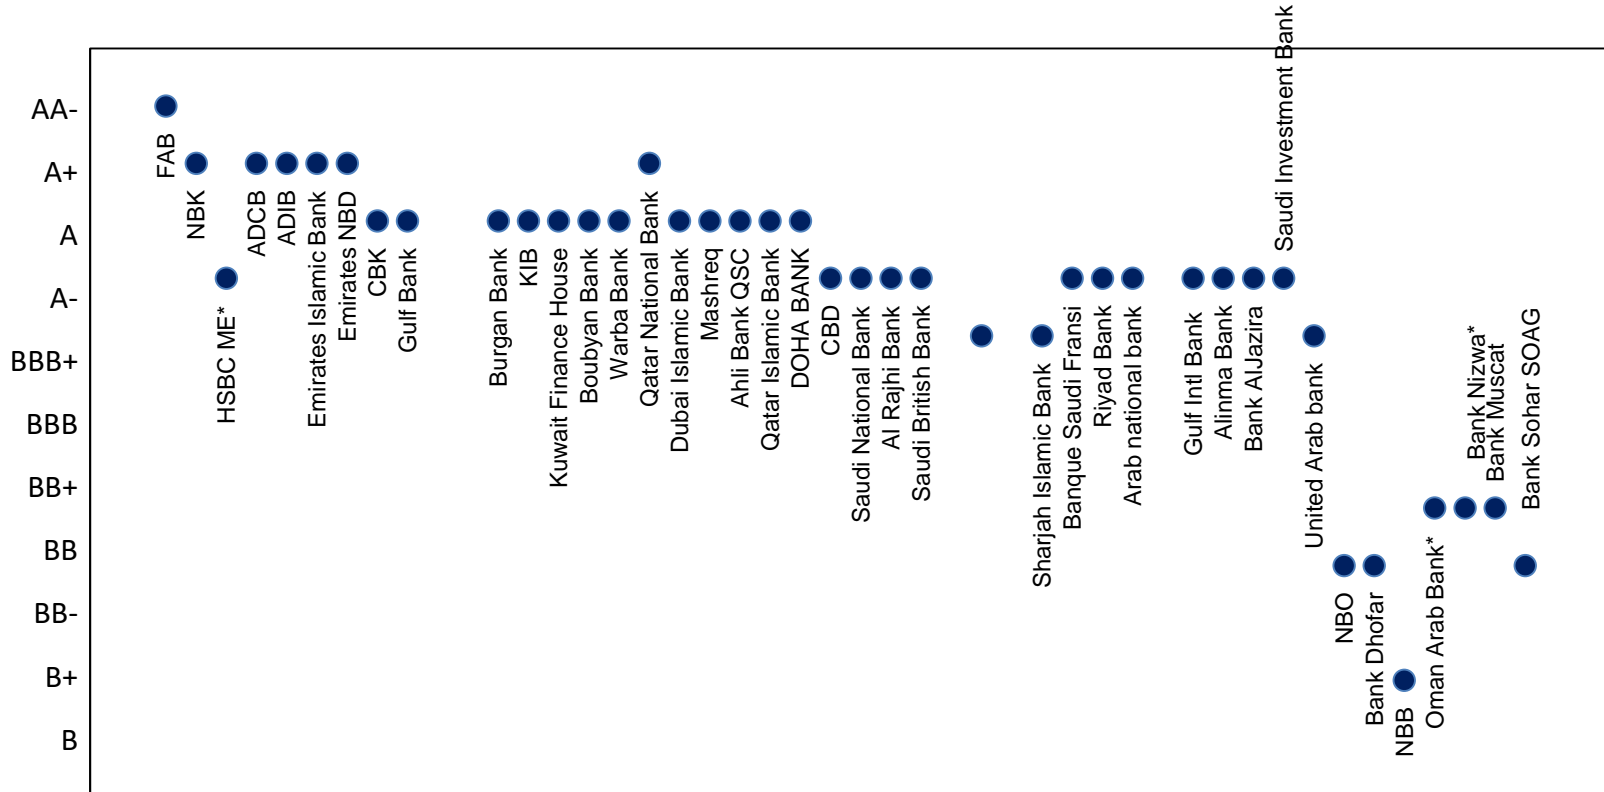 AA-
A+
A
A-
BBB+
BBB
BB+
BB
BB-
B+
B
FAB
NBK
HSBC ME*
ADCB
ADIB
Emirates Islamic Bank
Emirates NBD
CBK
Gulf Bank
Burgan Bank
KIB
Kuwait Finance House
Boubyan Bank
Warba Bank
Qatar National Bank
Dubai Islamic Bank
Mashreq
Ahli Bank QSC
Qatar Islamic Bank
DOHA BANK
CBD
Saudi National Bank
Al Rajhi Bank
Saudi British Bank
Sharjah Islamic Bank
Banque Saudi Fransi
Riyad Bank
Arab national bank
Gulf Intl Bank
Alinma Bank
Bank AlJazira
Saudi Investment Bank
United Arab bank
NBO
Bank Dhofar
NBB
Oman Arab Bank*
Bank Nizwa*
Bank Muscat
Bank Sohar SOAG